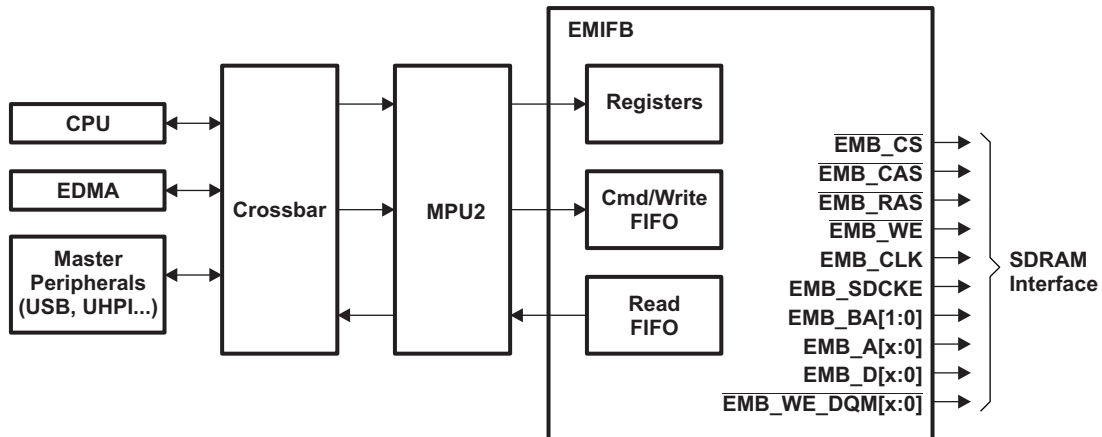 EMIFB
CPU
EDMA
Master
Peripherals
(USB, UHPI...)
Crossbar
MPU2
Registers
Cmd/Write
FIFO
Read
FIFO
EMB_CS
EMB_CAS
EMB_RAS
EMB_WE
EMB_CLK
EMB_SDCKE
EMB_BA[1:0]
EMB_A[x:0]
EMB_D[x:0]
EMB_WE_DQM[x:0]
SDRAM
Interface